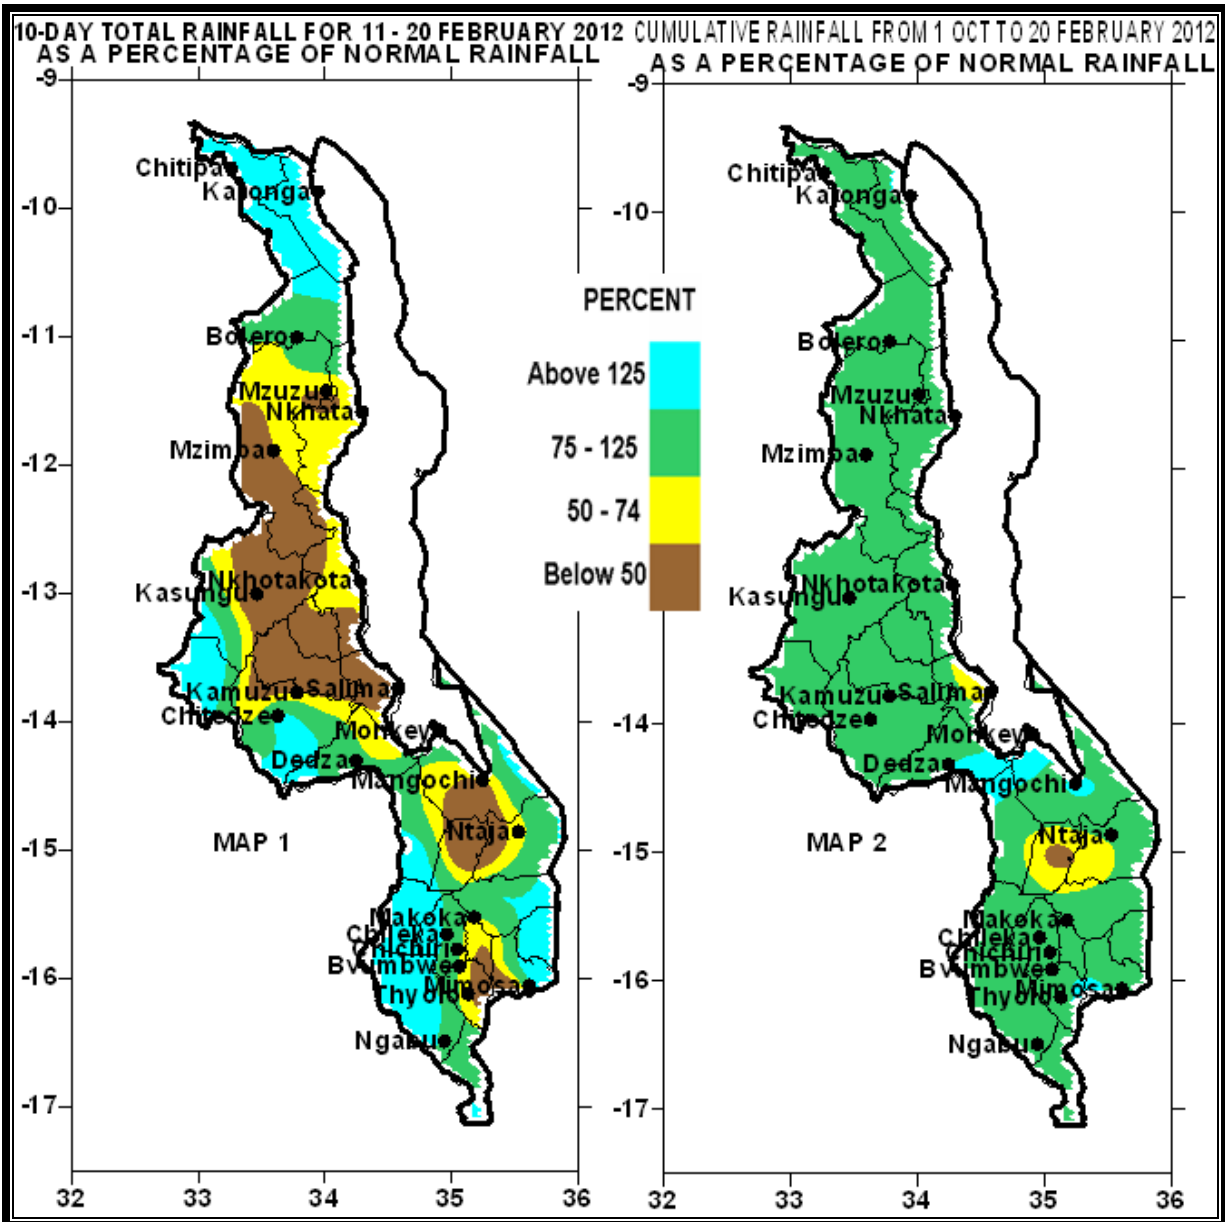 10-DAY TOTAL RAINFALL FOR 11 - 20 FEBRUARY 2012
AS A PERCENTAGE OF NORMAL RAINFALL
-9
Chitipa
Karonga
-10
Bolero
-11
Mzuzu
Nkhata
Mzimba
-12
Nkhotakota
Kasungu
-13
Kamuzu
Salima
Chitedze
-14
Monkey
Dedza
Mangochi
Ntaja
MAP 1
-15
Makoka
Chileka
Chichiri
Bvumbwe
-16
Mimosa
Thyolo
Ngabu
-17
32 33 34 35 36
PERCENT
Above 125
75 - 125
50 - 74
Below 50
CUMULATIVE RAINFALL FROM 1 OCT TO 20 FEBRUARY 2012
AS A PERCENTAGE OF NORMAL RAINFALL
-9
Chitipa
Karonga
-10
-11
Bolero
Mzuzu
Nkhata
Mzimba
-12
Nkhotakota
Kasungu
-13
Kamuzu
Salima
Chitedze
-14
Monkey
Dedza
Mangochi
Ntaja
MAP 2
-15
Makoka
Chileka
Chichiri
Bvumbwe
-16
Mimosa
Thyolo
Ngabu
-17
32 33 34 35 36